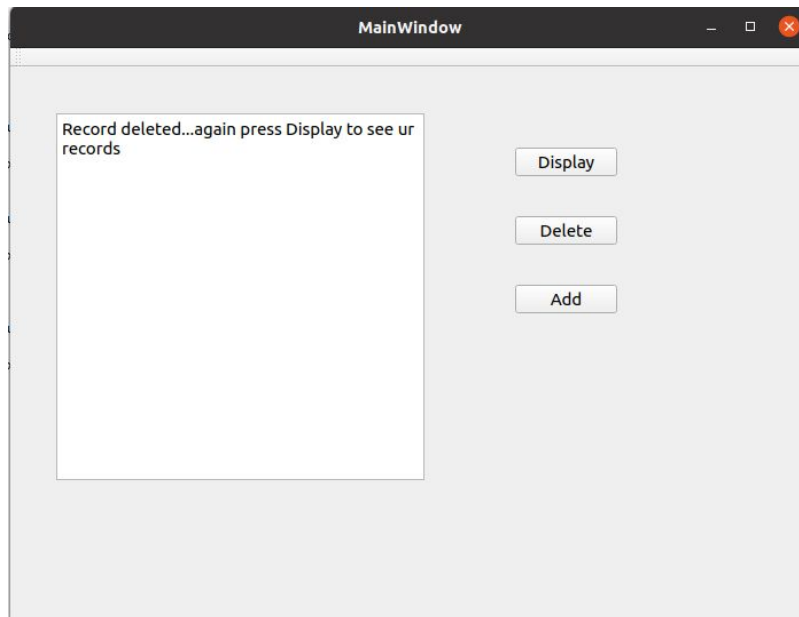 MainWindow
Record deleted...again press Display to see ur
records
Display
Delete
Add